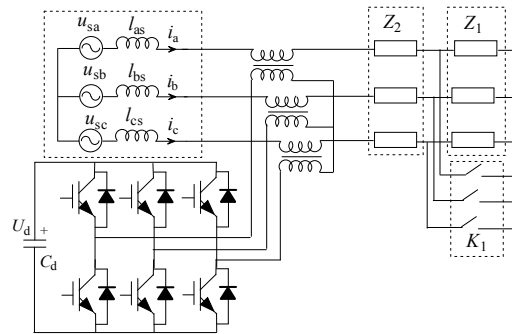 u_sa l_as i_a Z_2 Z_1
u_sb l_bs i_b
u_sc l_cs i_c
U_d + C_d
K_1